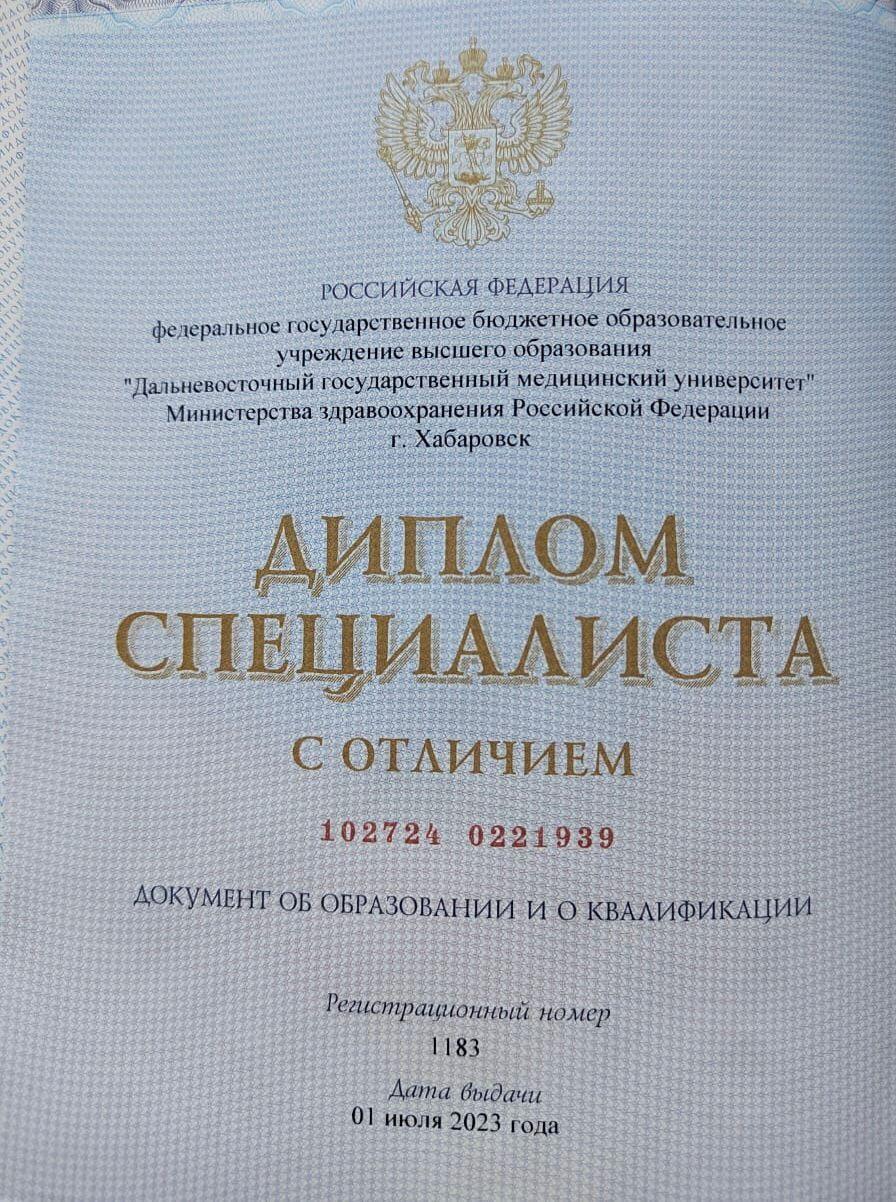 РОССИЙСКАЯ ФЕДЕРАЦИЯ
федеральное государственное бюджетное образовательное
учреждение высшего образования
"Дальневосточный государственный медицинский университет"
Министерства здравоохранения Российской Федерации
г. Хабаровск
ДИПЛОМ
СПЕЦИАЛИСТА
С ОТЛИЧИЕМ
102724 0221939
ДОКУМЕНТ ОБ ОБРАЗОВАНИИ И О КВАЛИФИКАЦИИ
Регистрационный номер
1183
Дата выдачи
01 июля 2023 года